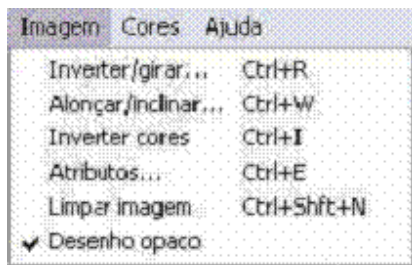 Imagem Cores Ajuda
Inverter/girar... Ctrl+R
Alonçar/inclinar... Ctrl+W
Inverter cores Ctrl+I
Atributos... Ctrl+E
Limpar imagem Ctrl+Shft+N
Desenho opaco